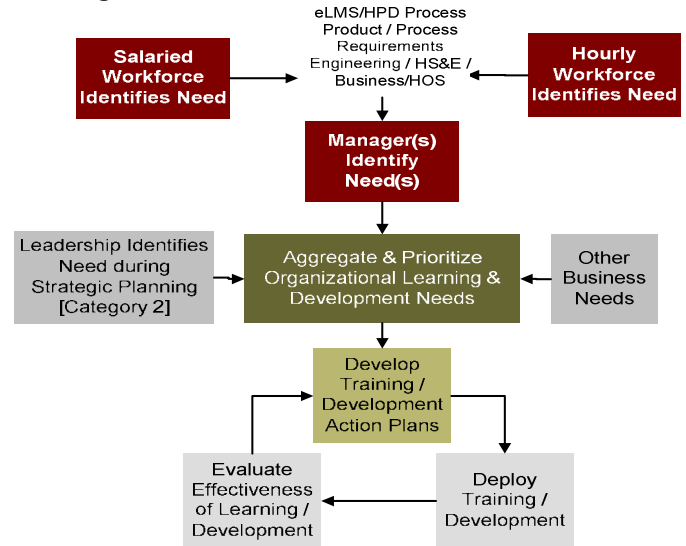 eLMS/HPD Process
Product / Process
Requirements
Engineering / HS&E /
Business/HOS
Salaried
Workforce
Identifies Need
Hourly
Workforce
Identifies Need
Manager(s)
Identify
Need(s)
Leadership Identifies
Need during
Strategic Planning
[Category 2]
Aggregate & Prioritize
Organizational Learning &
Development Needs
Other
Business
Needs
Develop
Training /
Development
Action Plans
Evaluate
Effectiveness
of Learning /
Development
Deploy
Training /
Development